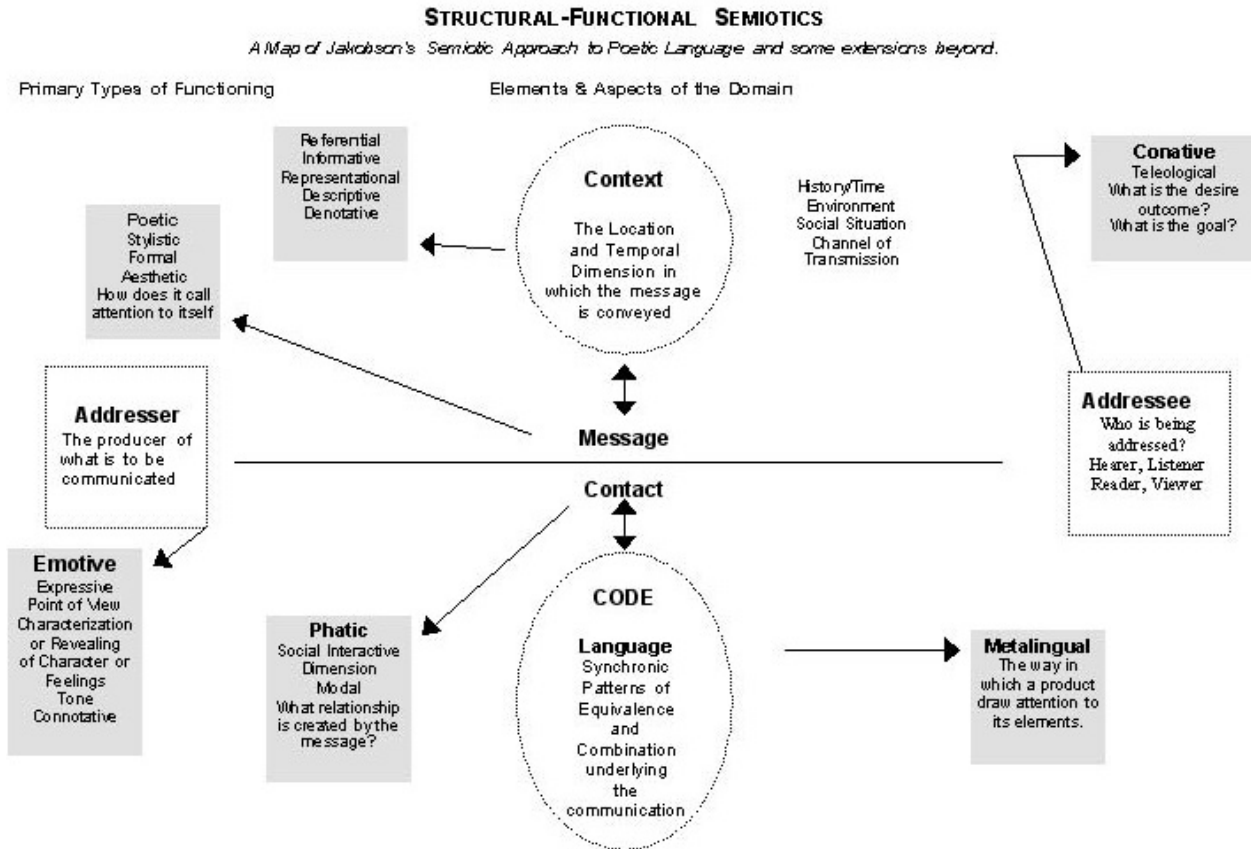 STRUCTURAL-FUNCTIONAL SEMIOTICS
A Map of Jakobson's Semiotic Approach to Poetic Language and some extensions beyond.
Primary Types of Functioning
Elements & Aspects of the Domain
Referential
Informative
Representational
Descriptive
Denotative
Context
The Location
and Temporal
Dimension in
which the message
is conveyed
History/Time
Environment
Social Situation
Channel of
Transmission
Conative
Teleological
What is the desire
outcome?
What is the goal?
Poetic
Stylistic
Formal
Aesthetic
How does it call
attention to itself
Addresser
The producer of
what is to be
communicated
Message
Addressee
Who is being
addressed?
Hearer, Listener
Reader, Viewer
Contact
Emotive
Expressive
Point of View
Characterization
or Revealing
of Character or
Feelings
Tone
Connotative
Phatic
Social Interactive
Dimension
Modal
What relationship
is created by the
message?
CODE
Language
Synchronic
Patterns of
Equivalence
and
Combination
underlying
the
communication
Metalingual
The way in
which a product
draw attention to
its elements.